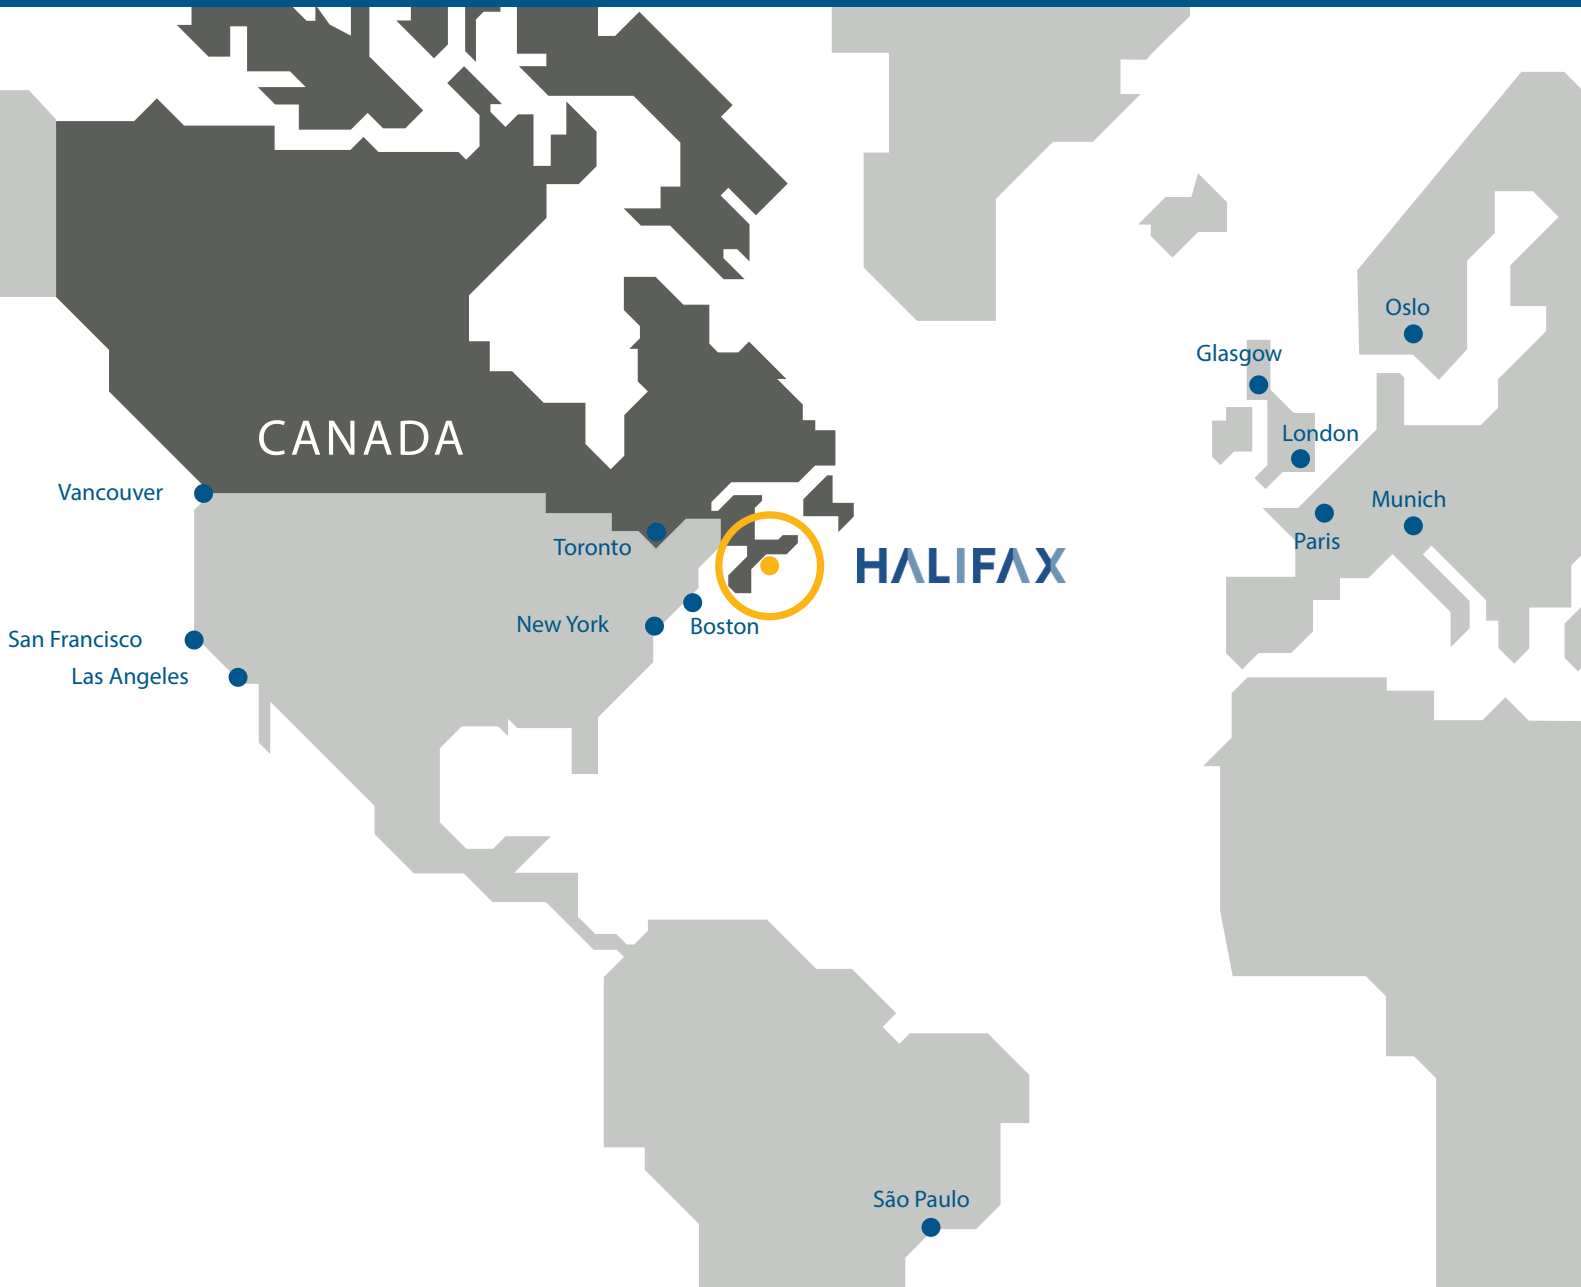 Oslo
Glasgow
CANADA
London
Vancouver
Munich
Toronto
Paris
HALIFAX
New York
Boston
San Francisco
Las Angeles
São Paulo